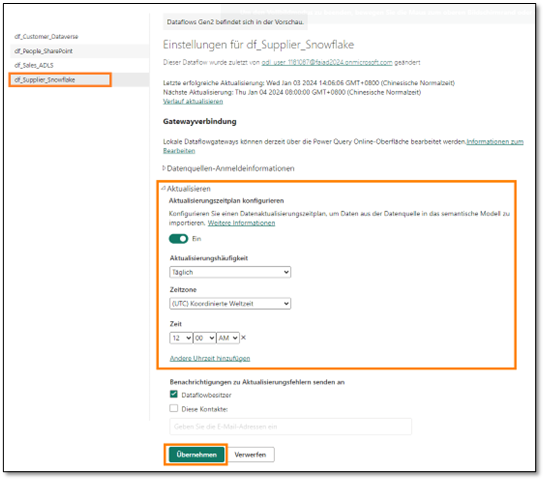 Dataflows Gen2 befindet sich in der Vorschau.
df_Customer_Dataverse
df_People_SharePoint
df_Sales_ADLS
df_Supplier_Snowflake
Einstellungen für df_Supplier_Snowflake
Dieser Dataflow wurde zuletzt von odl_user_1181087@faiad2024.onmicrosoft.com geändert
Letzte erfolgreiche Aktualisierung: Wed Jan 03 2024 14:06:06 GMT+0800 (Chinesische Normalzeit)
Nächste Aktualisierung: Thu Jan 04 2024 08:00:00 GMT+0800 (Chinesische Normalzeit)
Verlauf aktualisieren
Gatewayverbindung
Lokale Dataflowgateways können derzeit über die Power Query Online-Oberfläche bearbeitet werden.Informationen zum
Bearbeiten
Datenquellen-Anmeldeinformationen
Aktualisieren
Aktualisierungszeitplan konfigurieren
Konfigurieren Sie einen Datenaktualisierungszeitplan, um Daten aus der Datenquelle in das semantische Modell zu
importieren. Weitere Informationen
Ein
Aktualisierungshäufigkeit
Täglich
Zeitzone
(UTC) Koordinierte Weltzeit
Zeit
12 00 AM ×
Andere Uhrzeit hinzufügen
Benachrichtigungen zu Aktualisierungsfehlern senden an
Dataflowbesitzer
Diese Kontakte:
Geben Sie die E-Mail-Adressen ein
Übernehmen Verwerfen